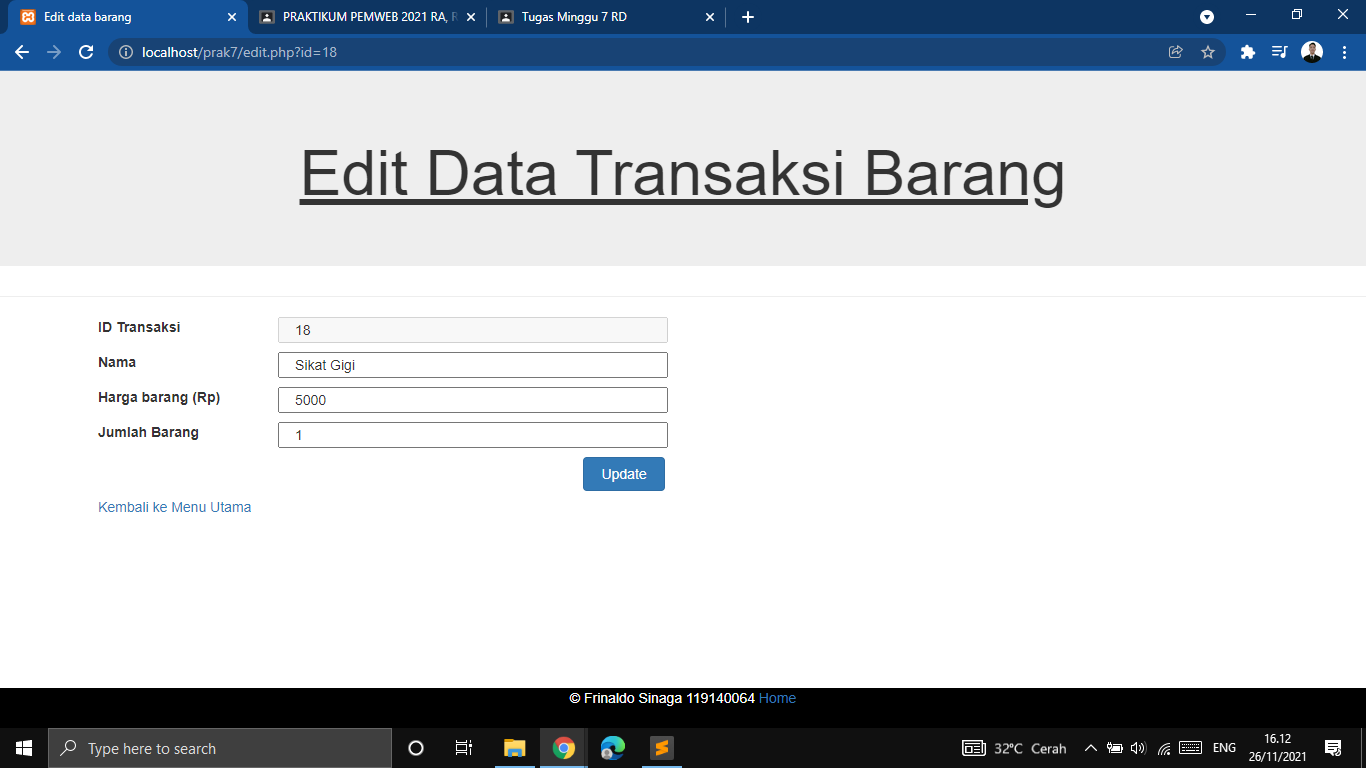 Edit data barang
PRAKTIKUM PEMWEB 2021 RA, R
Tugas Minggu 7 RD
localhost/prak7/edit.php?id=18
Edit Data Transaksi Barang
ID Transaksi 18
Nama Sikat Gigi
Harga barang (Rp) 5000
Jumlah Barang 1
Update
Kembali ke Menu Utama
© Frinaldo Sinaga 119140064 Home
Type here to search
32°C Cerah
ENG
16.12
26/11/2021